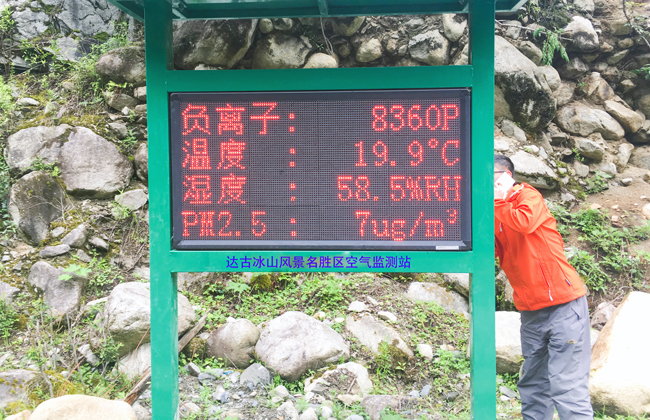 负离子： 8360P
温度： 19.9°C
湿度： 58.5%RH
PM2.5： 7ug/m³
达古冰山风景名胜区空气监测站